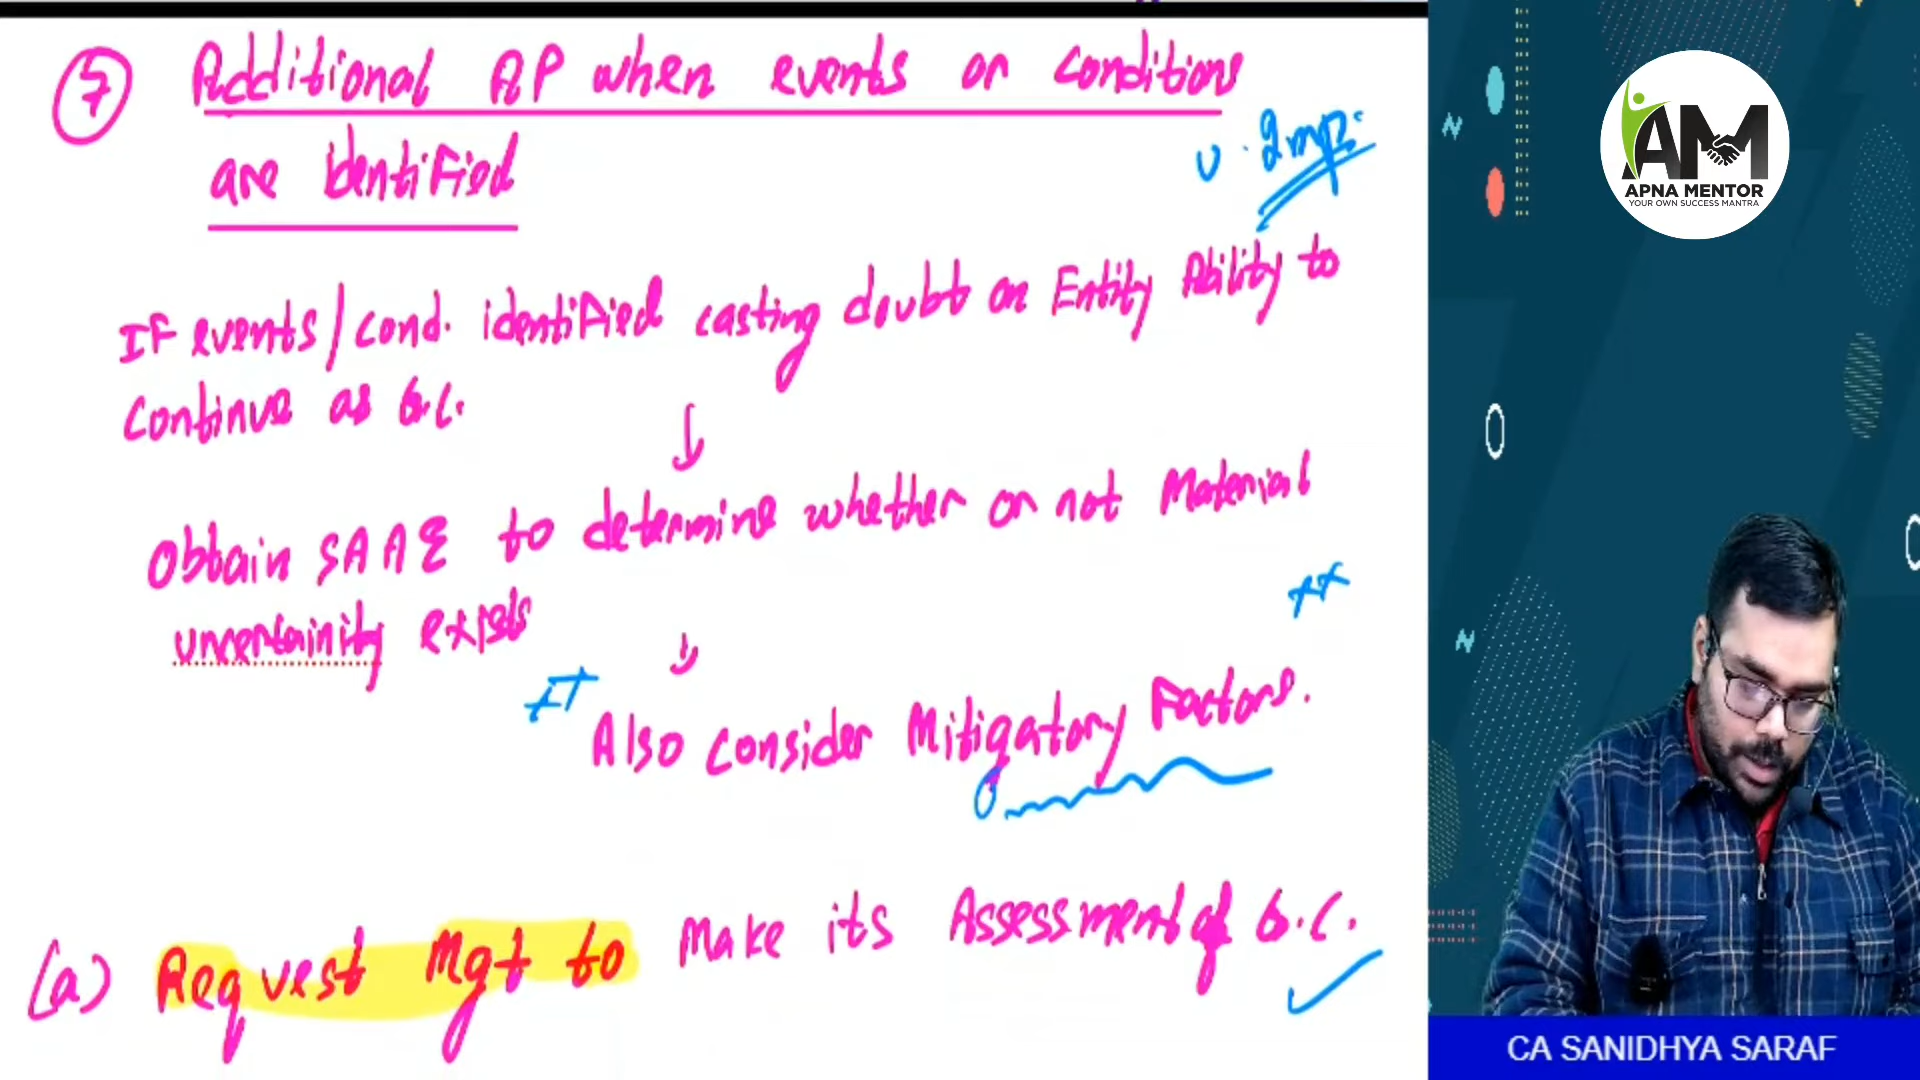 7 Additional AP when events or conditions
are identified
V. Imp.
If events/cond. identified casting doubt on Entity Ability to
continue as G.C.
Obtain SAAE to determine whether or not Material
uncertainity exists
Also consider Mitigatory Factors.
(a) Request Mgt to make its Assessment of G.C.
AM
APNA MENTOR
YOUR OWN SUCCESS MANTRA
CA SANIDHYA SARAF